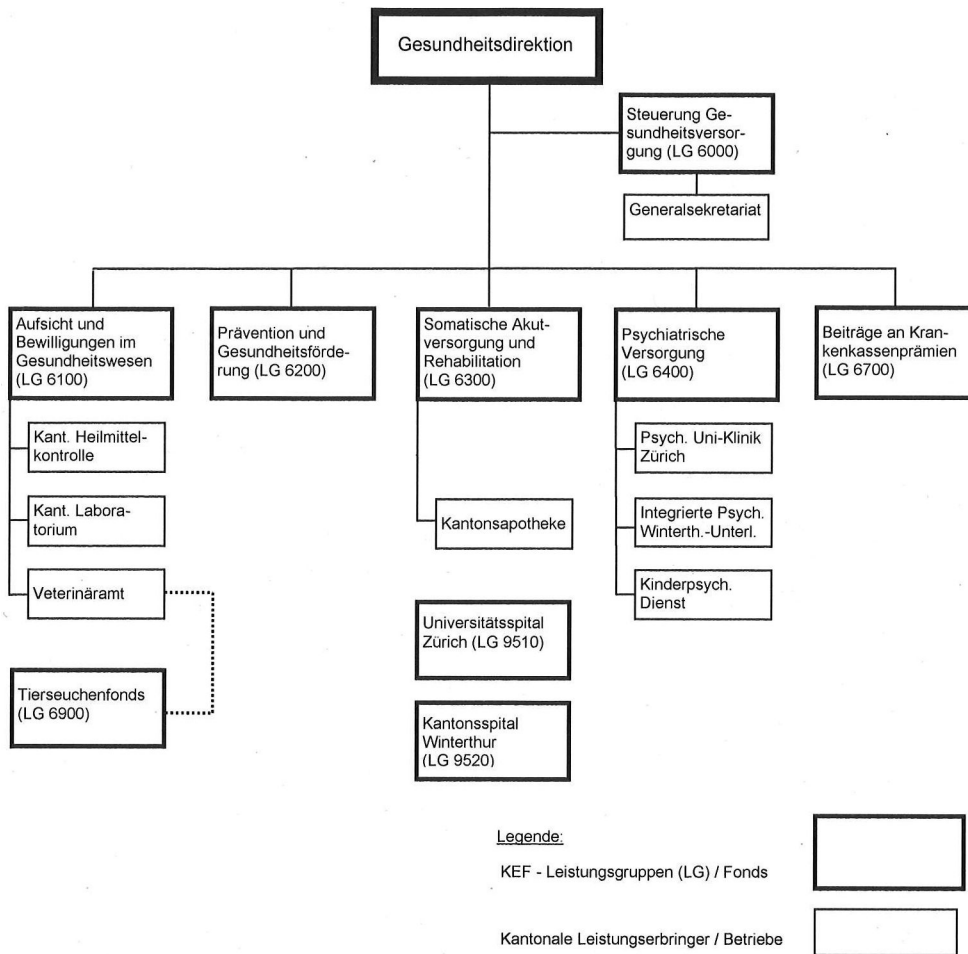 Gesundheitsdirektion
Steuerung Ge-
sundheitsversor-
gung (LG 6000)
Generalsekretariat
Aufsicht und
Bewilligungen im
Gesundheitswesen
(LG 6100)
Prävention und
Gesundheitsförde-
rung (LG 6200)
Somatische Akut-
versorgung und
Rehabilitation
(LG 6300)
Psychiatrische
Versorgung
(LG 6400)
Beiträge an Kran-
kenkassenprämien
(LG 6700)
Kant. Heilmittel-
kontrolle
Kant. Labora-
torium
Veterinäramt
Tierseuchenfonds
(LG 6900)
Kantonsapotheke
Universitätsspital
Zürich (LG 9510)
Kantonsspital
Winterthur
(LG 9520)
Psych. Uni-Klinik
Zürich
Integrierte Psych.
Winterth.-Unterl.
Kinderpsych.
Dienst
Legende:
KEF - Leistungsgruppen (LG) / Fonds
Kantonale Leistungserbringer / Betriebe